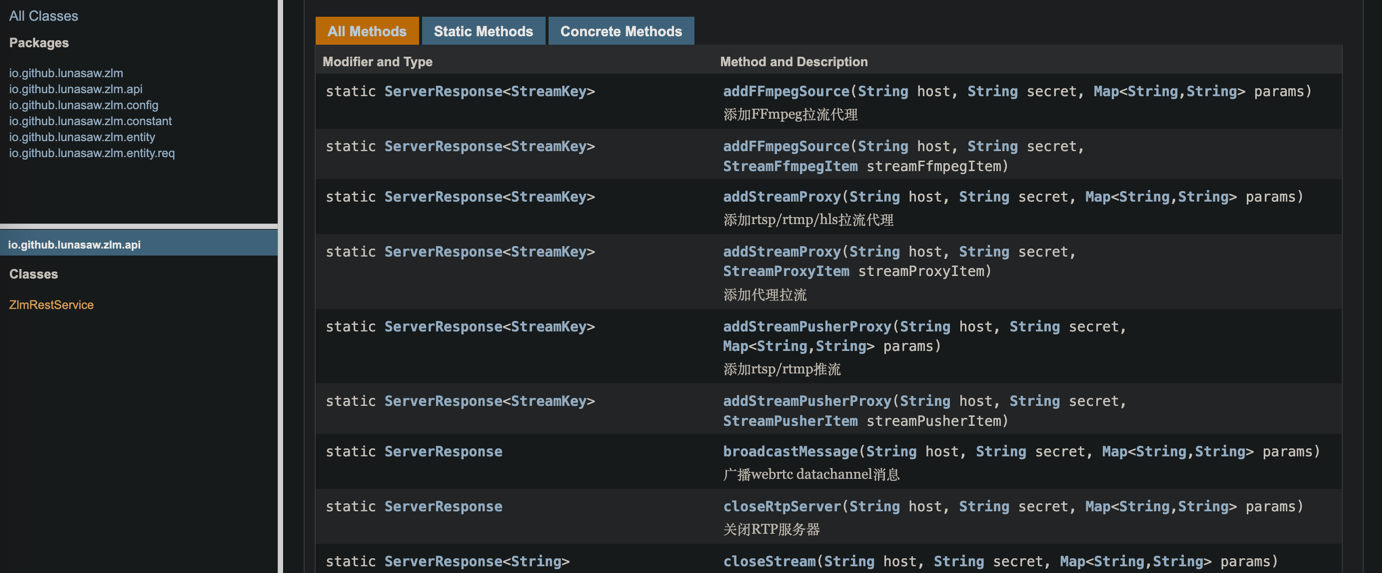 All Classes
Packages
io.github.lunasaw.zlm
io.github.lunasaw.zlm.api
io.github.lunasaw.zlm.config
io.github.lunasaw.zlm.constant
io.github.lunasaw.zlm.entity
io.github.lunasaw.zlm.entity.req
io.github.lunasaw.zlm.api
Classes
ZlmRestService
All Methods Static Methods Concrete Methods
Modifier and Type Method and Description
static ServerResponse<StreamKey> addFFmpegSource(String host, String secret, Map<String,String> params)
添加FFmpeg拉流代理
static ServerResponse<StreamKey> addFFmpegSource(String host, String secret,
StreamFfmpegItem streamFfmpegItem)
static ServerResponse<StreamKey> addStreamProxy(String host, String secret, Map<String,String> params)
添加rtsp/rtmp/hls拉流代理
static ServerResponse<StreamKey> addStreamProxy(String host, String secret,
StreamProxyItem streamProxyItem)
添加代理拉流
static ServerResponse<StreamKey> addStreamPusherProxy(String host, String secret,
Map<String,String> params)
添加rtsp/rtmp推流
static ServerResponse<StreamKey> addStreamPusherProxy(String host, String secret,
StreamPusherItem streamPusherItem)
static ServerResponse broadcastMessage(String host, String secret, Map<String,String> params)
广播webrtc datachannel消息
static ServerResponse closeRtpServer(String host, String secret, Map<String,String> params)
关闭RTP服务器
static ServerResponse<String> closeStream(String host, String secret, Map<String,String> params)